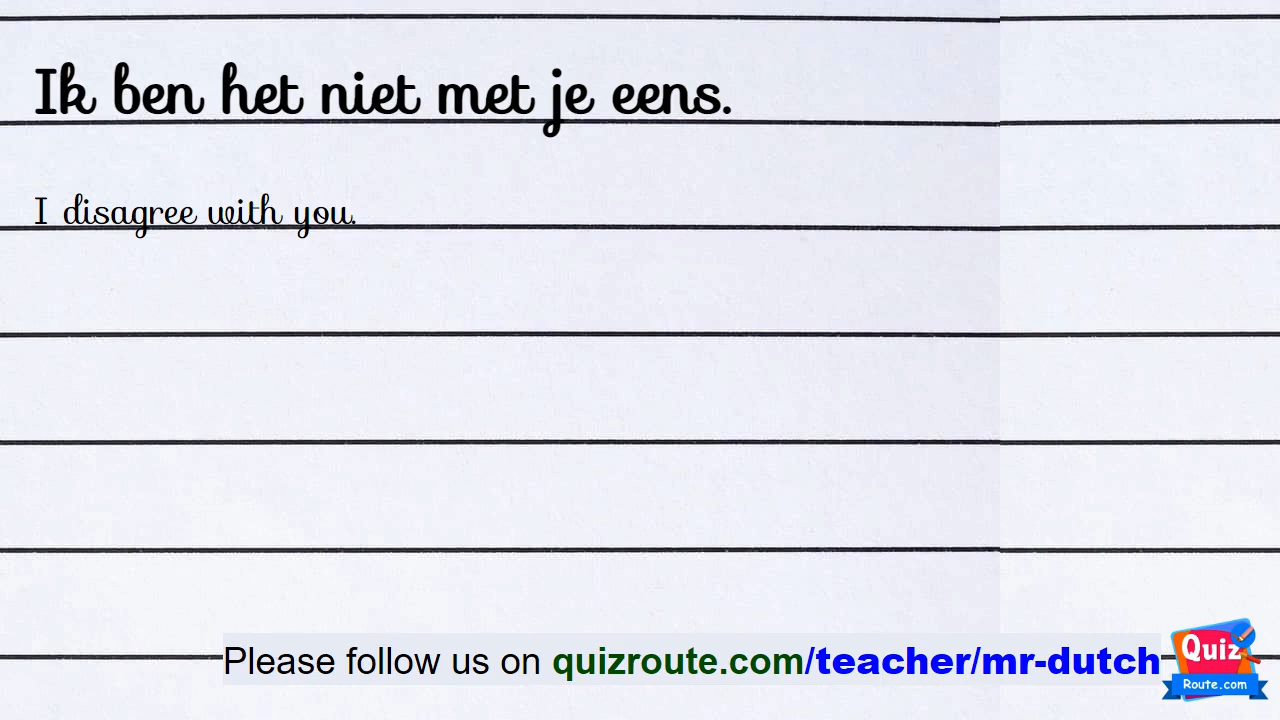 Ik ben het niet met je eens.
I disagree with you.
Please follow us on quizroute.com/teacher/mr-dutch
Quiz
Route.com